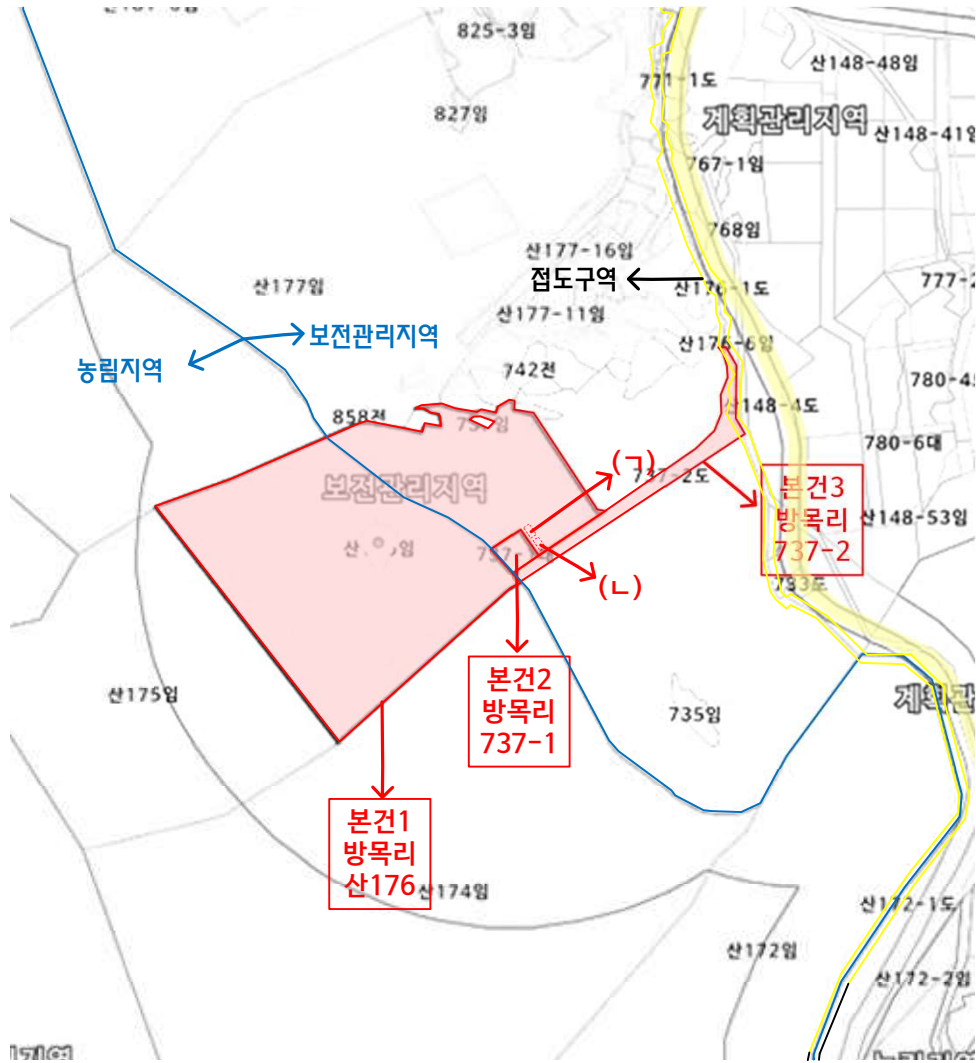 825-3임
산148-48임
771-1도
827임
계획관리지역
산148-41임
767-1임
768임
산177-16임
접도구역
산176-1도
777-2
산177임
산177-11임
보전관리지역
산176-6임
농림지역
742전
780-4
858전
산148-4도
780-6대
(ㄱ)
737-2도
보전관리지역
본건3
방목리
737-2
산148-53임
(ㄴ)
783도
본건2
방목리
737-1
산175임
735임
본건1
방목리
산176
산174임
산172-1도
산172임
산172-2임